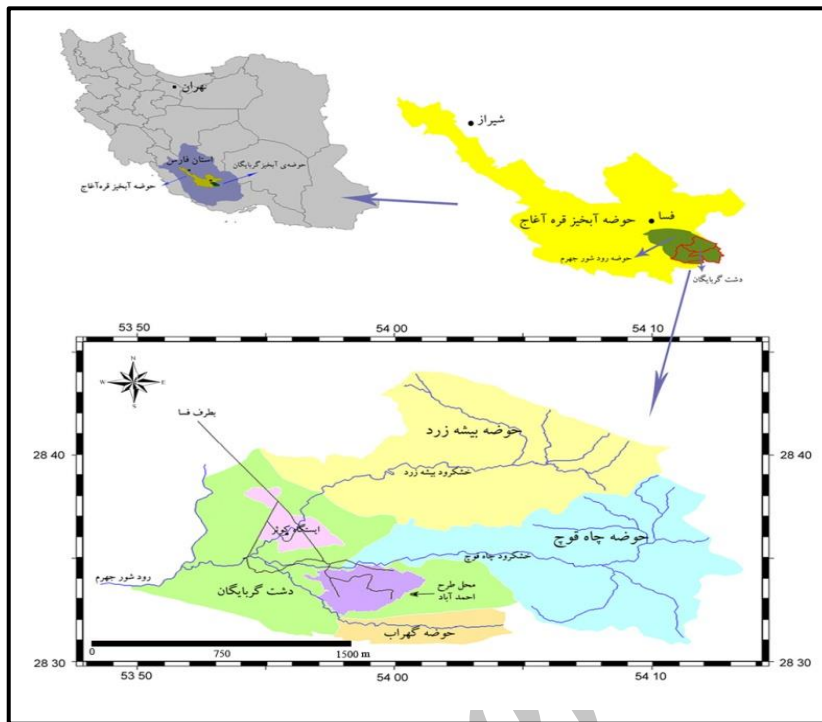 تهران
استان فارس
حوضه‌ی آبخیز گربایگان
حوضه آبخیز قره‌آغاج
شیراز
فسا
حوضه آبخیز قره آغاج
حوضه رود شور جهرم
دشت گربایگان
53 50
54 00
54 10
N
W
E
S
بطرف فسا
حوضه بیشه زرد
28 40
28 40
خشکرود بیشه زرد
ایستگاه کوثر
حوضه چاه قوچ
خشکرود چاه قوچ
رود شور جهرم
دشت گربایگان
محل طرح
احمد آباد
حوضه گهراب
0
750
1500 m
28 30
28 30
53 50
54 00
54 10